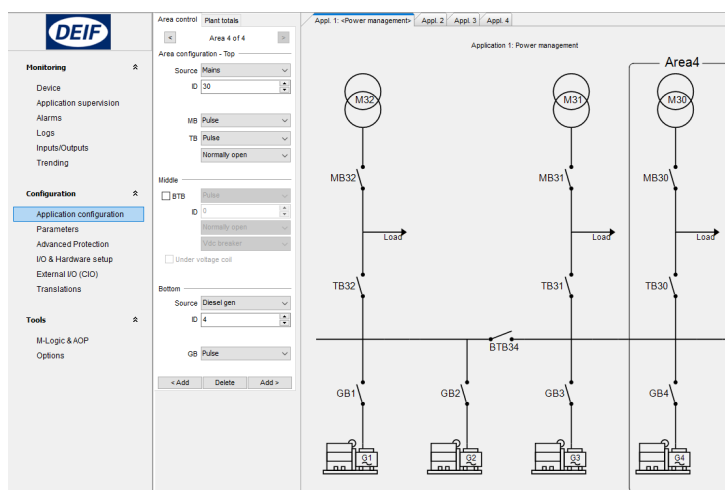 DEIF
Monitoring
Device
Application supervision
Alarms
Logs
Inputs/Outputs
Trending
Configuration
Application configuration
Parameters
Advanced Protection
I/O & Hardware setup
External I/O (CIO)
Translations
Tools
M-Logic & AOP
Options
Area control Plant totals
< Area 4 of 4 >
Area configuration - Top
Source Mains
ID 30
MB Pulse
TB Pulse
Normally open
Middle
BTB Pulse
ID 0
Normally open
Vdc breaker
Under voltage coil
Bottom
Source Diesel gen
ID 4
GB Pulse
< Add Delete Add >
Appl. 1: <Power management> Appl. 2 Appl. 3 Appl. 4
Application 1: Power management
Area4
M32 M31 M30
MB32 MB31 MB30
Load Load Load
TB32 TB31 TB30
BTB34
GB1 GB2 GB3 GB4
G1 G2 G3 G4